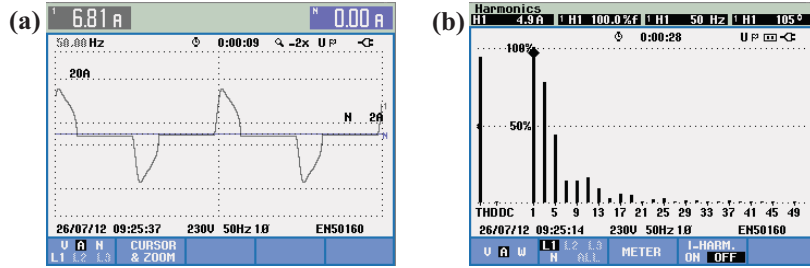 (a)
1 6.81 A N 0.00 A
50.00 Hz 0:00:09 -2x U
20A
N 2A
1
N
26/07/12 09:25:37 230V 50Hz 1.Ø EN50160
V A N
L1 L2 L3
CURSOR
& ZOOM
(b)
Harmonics
H1 4.9 A 1 H1 100.0%f 1 H1 50 Hz 1 H1 105°
0:00:28 U
100%
50%
THDDC 1 5 9 13 17 21 25 29 33 37 41 45 49
26/07/12 09:25:14 230V 50Hz 1.Ø EN50160
V A W
L1 L2 L3
N ALL
METER
I-HARM.
ON OFF